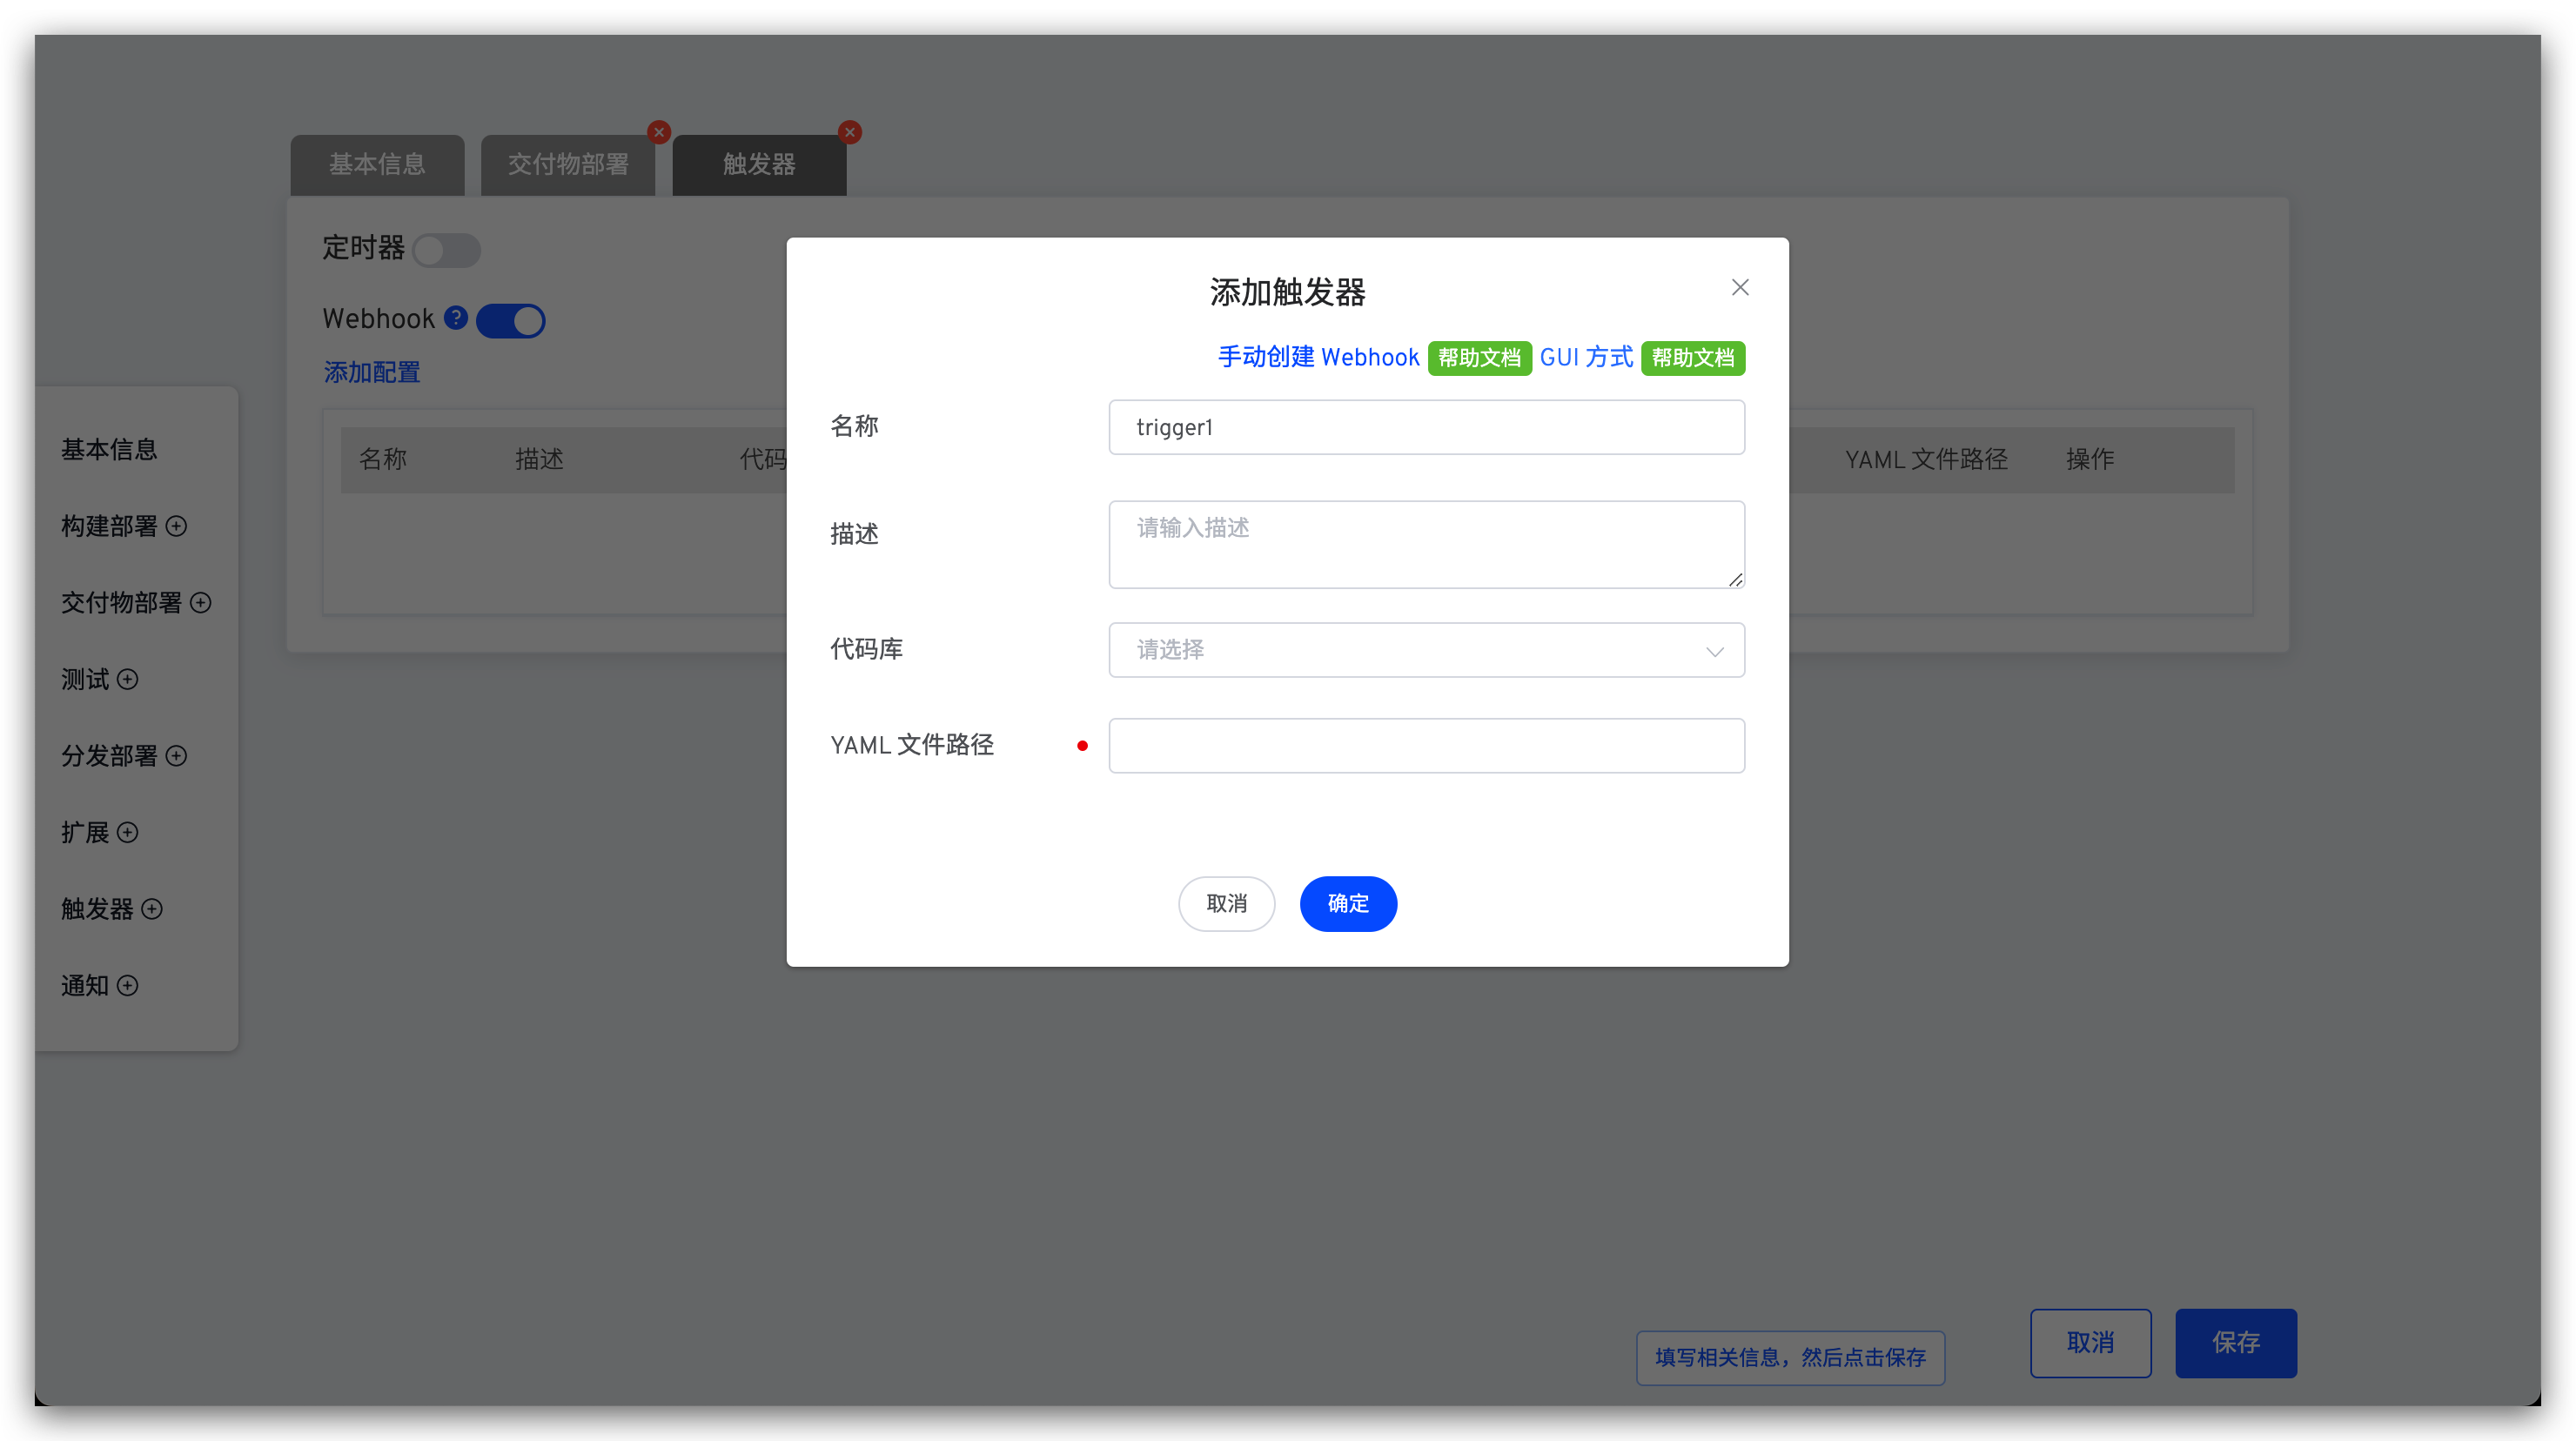 基本信息
交付物部署
触发器
定时器
Webhook
添加配置
名称
描述
代码
YAML 文件路径
操作
基本信息
构建部署
交付物部署
测试
分发部署
扩展
触发器
通知
添加触发器
手动创建 Webhook 帮助文档 GUI 方式 帮助文档
名称
trigger1
描述
请输入描述
代码库
请选择
YAML 文件路径
取消
确定
填写相关信息，然后点击保存
取消
保存